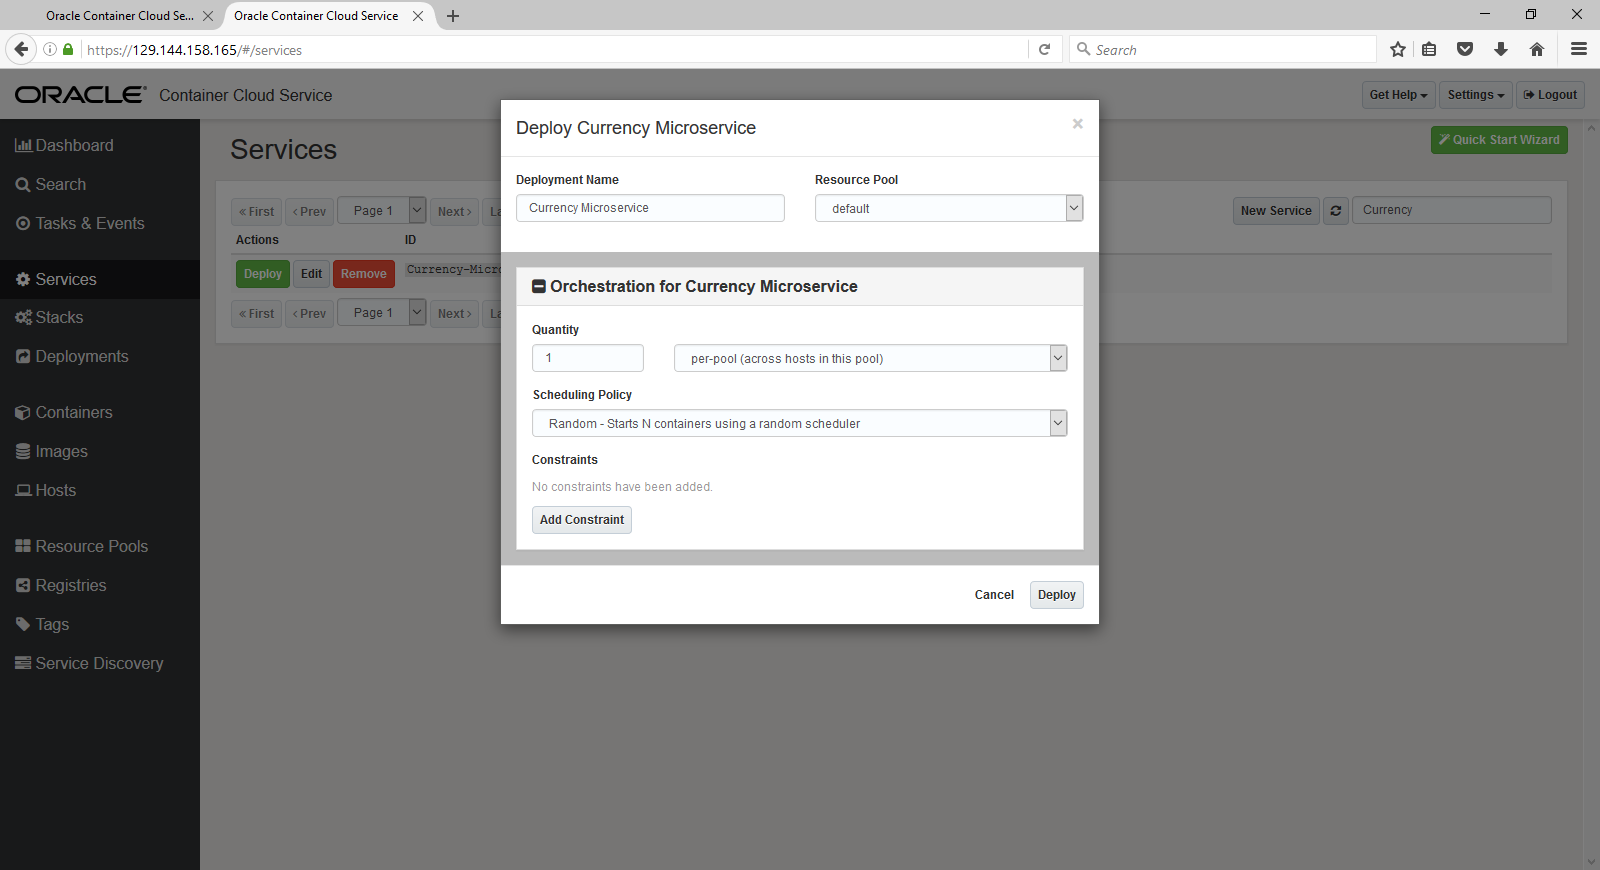 Oracle Container Cloud Se...
Oracle Container Cloud Service
https://129.144.158.165/#/services
Search
ORACLE Container Cloud Service
Get Help
Settings
Logout
Dashboard
Search
Tasks & Events
Services
Stacks
Deployments
Containers
Images
Hosts
Resource Pools
Registries
Tags
Service Discovery
Services
Quick Start Wizard
« First
‹ Prev
Page 1
Next ›
New Service
Currency
Actions
ID
Deploy
Edit
Remove
« First
‹ Prev
Page 1
Next ›
Deploy Currency Microservice
×
Deployment Name
Resource Pool
Currency Microservice
default
Orchestration for Currency Microservice
Quantity
1
per-pool (across hosts in this pool)
Scheduling Policy
Random - Starts N containers using a random scheduler
Constraints
No constraints have been added.
Add Constraint
Cancel
Deploy